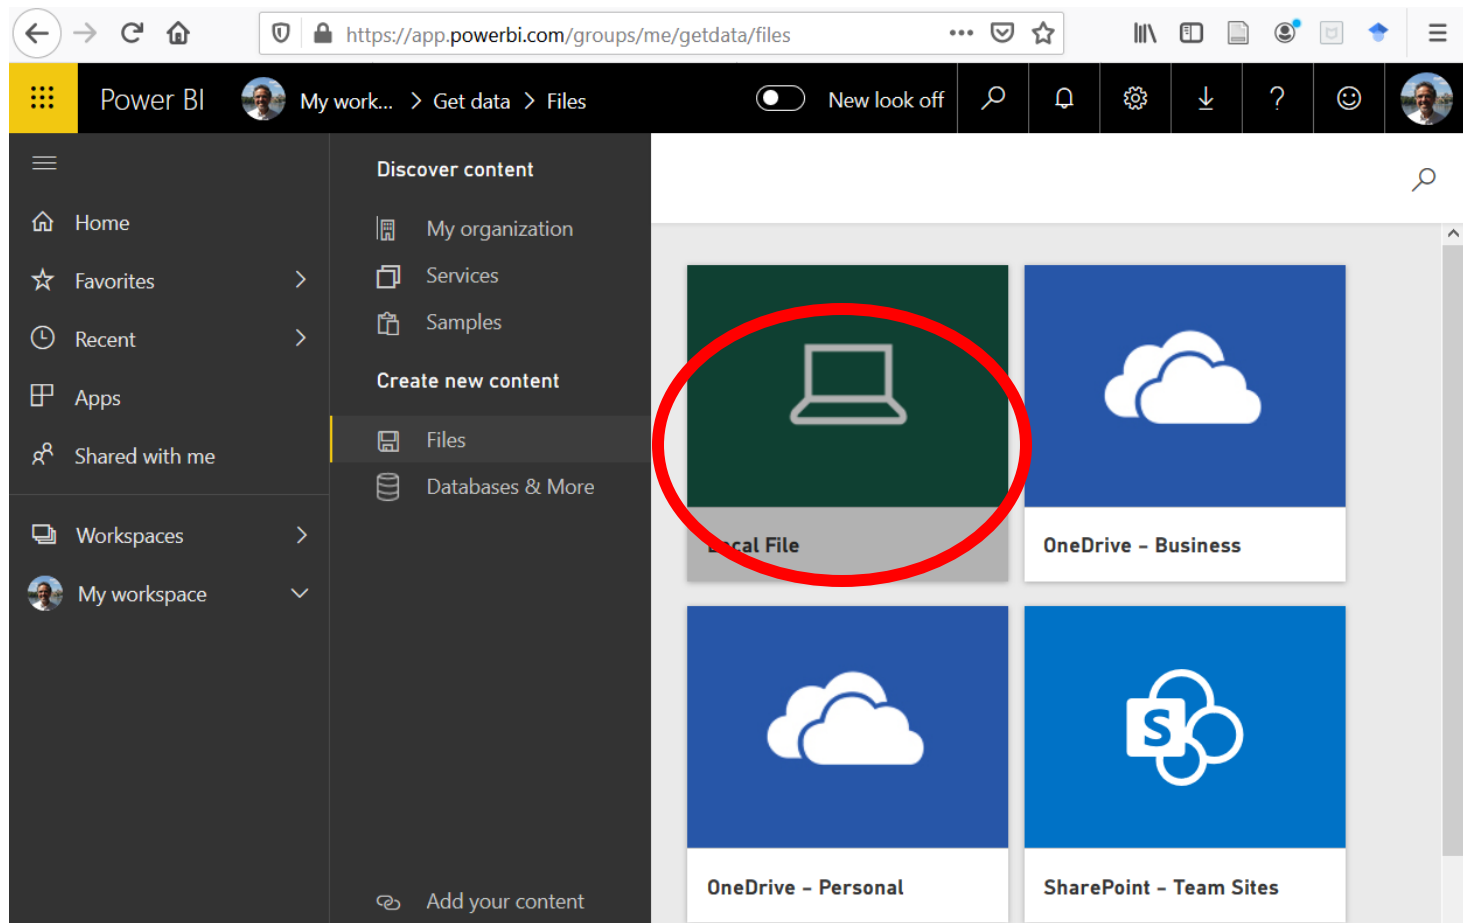 https://app.powerbi.com/groups/me/getdata/files
Power BI
My work... > Get data > Files
New look off
Home
Favorites
Recent
Apps
Shared with me
Workspaces
My workspace
Discover content
My organization
Services
Samples
Create new content
Files
Databases & More
Add your content
Local File
OneDrive – Business
OneDrive – Personal
S
SharePoint – Team Sites